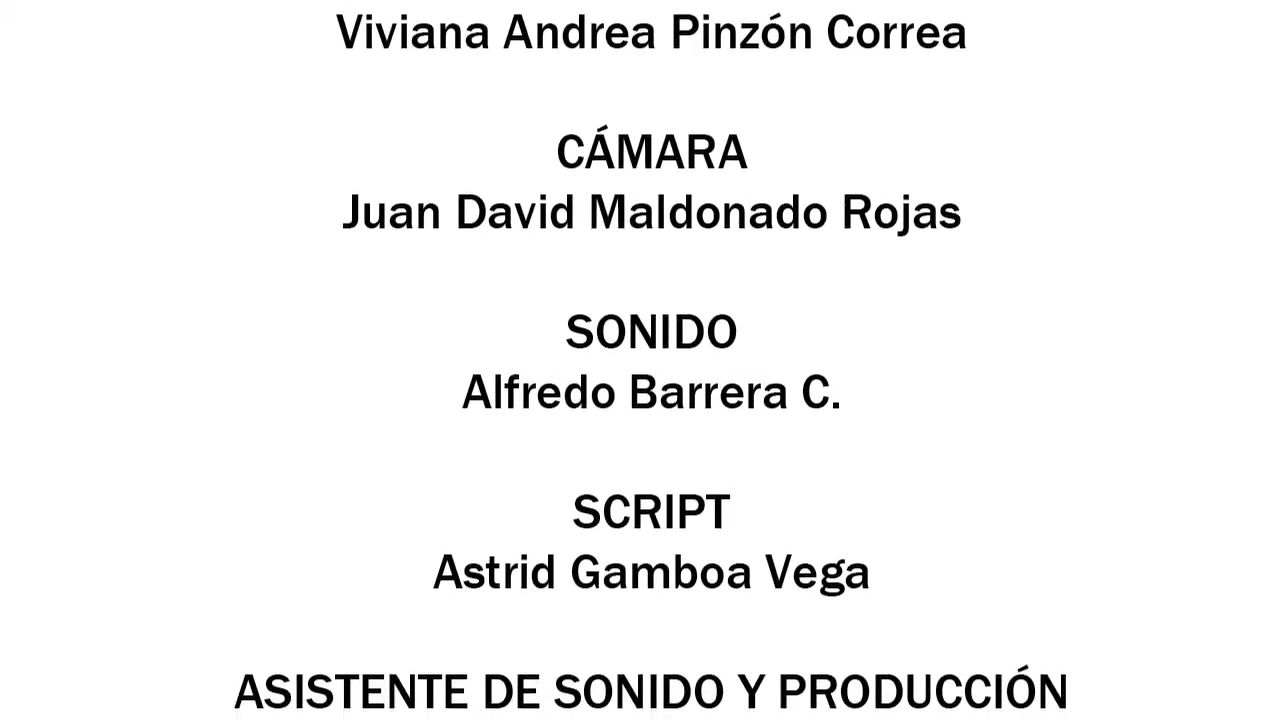 Viviana Andrea Pinzón Correa
CÁMARA
Juan David Maldonado Rojas
SONIDO
Alfredo Barrera C.
SCRIPT
Astrid Gamboa Vega
ASISTENTE DE SONIDO Y PRODUCCIÓN